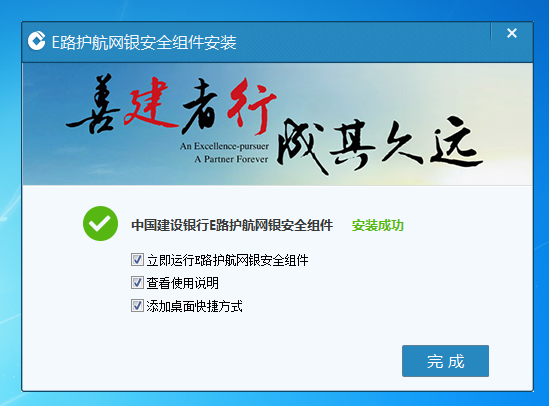 E路护航网银安全组件安装
善建者行
An Excellence-pursuer
A Partner Forever
成其久远
中国建设银行E路护航网银安全组件 安装成功
立即运行E路护航网银安全组件
查看使用说明
添加桌面快捷方式
完 成